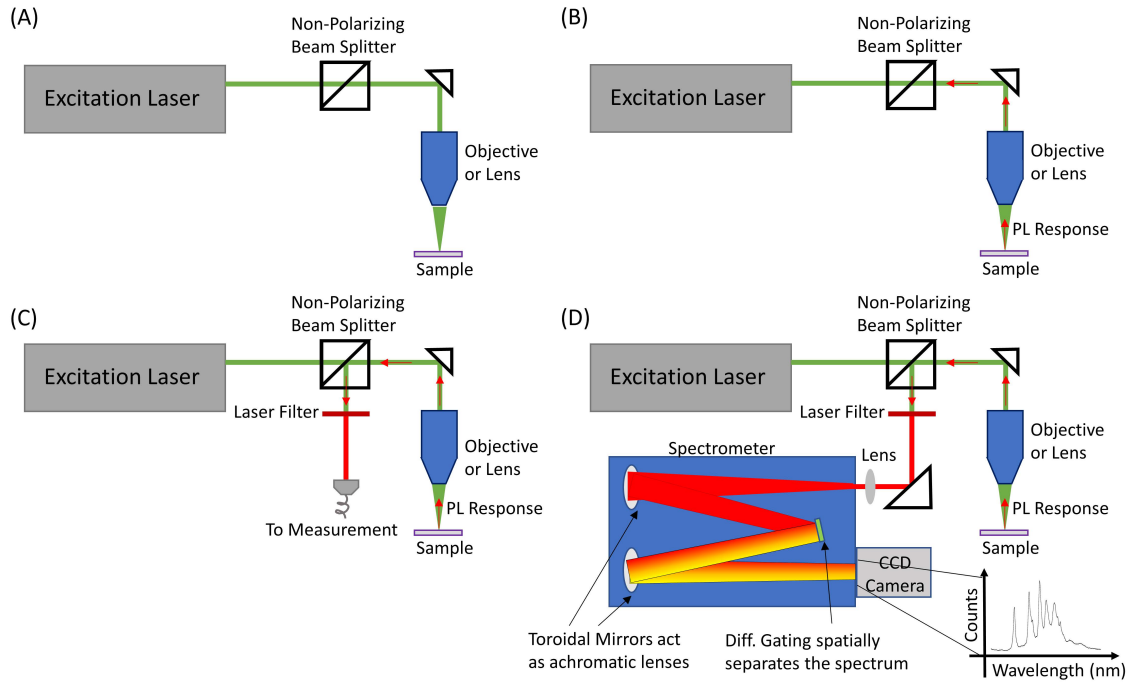 (A)
Non-Polarizing
Beam Splitter
Excitation Laser
Objective
or Lens
Sample
(B)
Non-Polarizing
Beam Splitter
Excitation Laser
Objective
or Lens
PL Response
Sample
(C)
Non-Polarizing
Beam Splitter
Excitation Laser
Laser Filter
Objective
or Lens
PL Response
To Measurement
Sample
(D)
Non-Polarizing
Beam Splitter
Excitation Laser
Laser Filter
Spectrometer
Lens
Objective
or Lens
PL Response
Sample
CCD
Camera
Toroidal Mirrors act
as achromatic lenses
Diff. Gating spatially
separates the spectrum
Counts
Wavelength (nm)